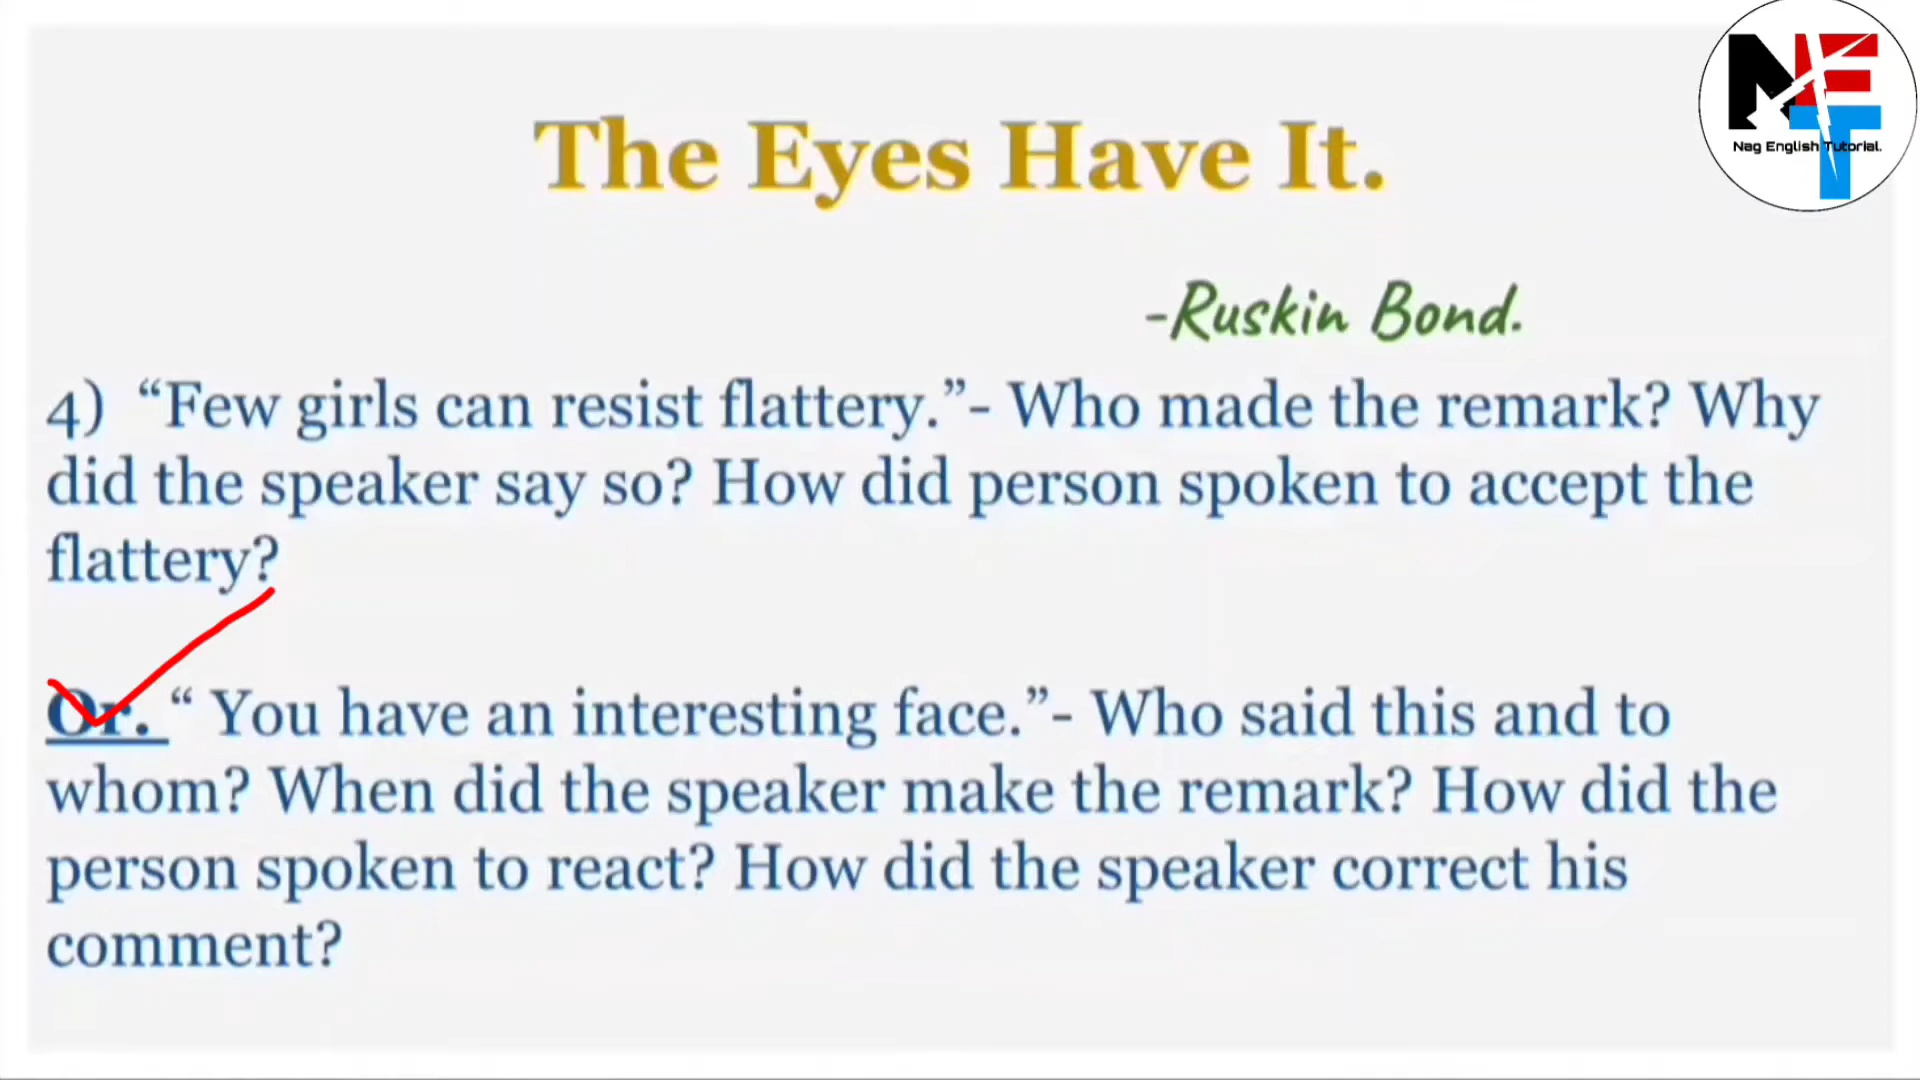 The Eyes Have It.
Nag English Tutorial.
-Ruskin Bond.
4) “Few girls can resist flattery.”- Who made the remark? Why
did the speaker say so? How did person spoken to accept the
flattery?
Or. “ You have an interesting face.”- Who said this and to
whom? When did the speaker make the remark? How did the
person spoken to react? How did the speaker correct his
comment?